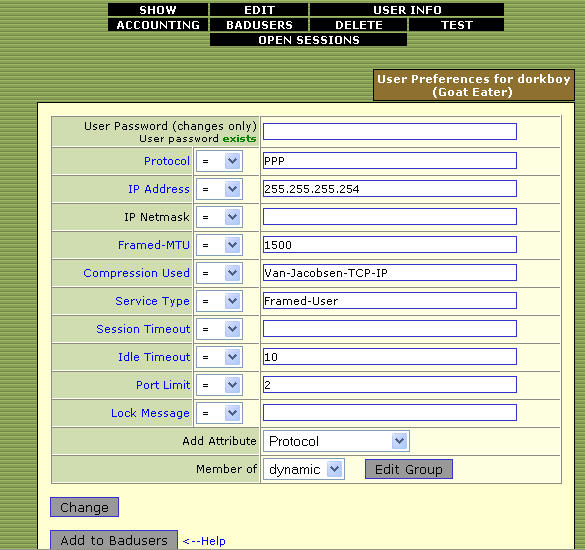 SHOW EDIT USER INFO
ACCOUNTING BADUSERS DELETE TEST
OPEN SESSIONS
User Preferences for dorkboy
(Goat Eater)
User Password (changes only)
User password exists
Protocol = PPP
IP Address = 255.255.255.254
IP Netmask =
Framed-MTU = 1500
Compression Used = Van-Jacobsen-TCP-IP
Service Type = Framed-User
Session Timeout =
Idle Timeout = 10
Port Limit = 2
Lock Message =
Add Attribute Protocol
Member of dynamic Edit Group
Change
Add to Badusers <--Help